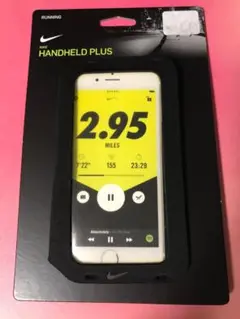 RUNNING
NIKE
HANDHELD PLUS
2.95
MILES
7'22" 155 23:29